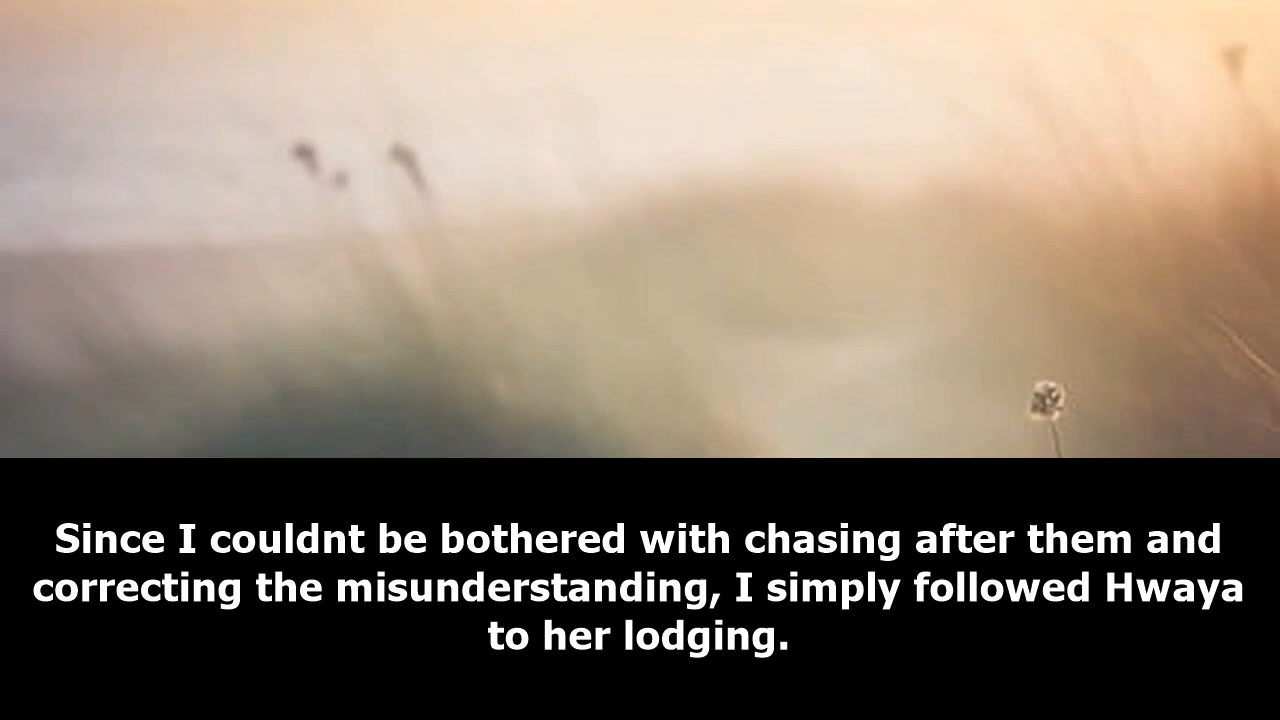 Since I couldnt be bothered with chasing after them and
correcting the misunderstanding, I simply followed Hwaya
to her lodging.